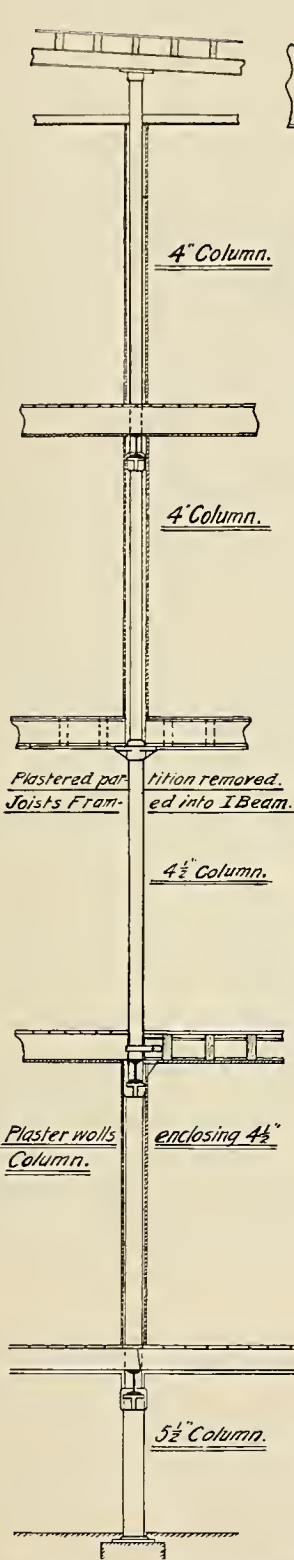 4" Column.
4" Column.
Plastered par- tition removed.
Joists Fram- ed into I Beam.
4½" Column.
Plaster walls enclosing 4½"
Column.
5½" Column.